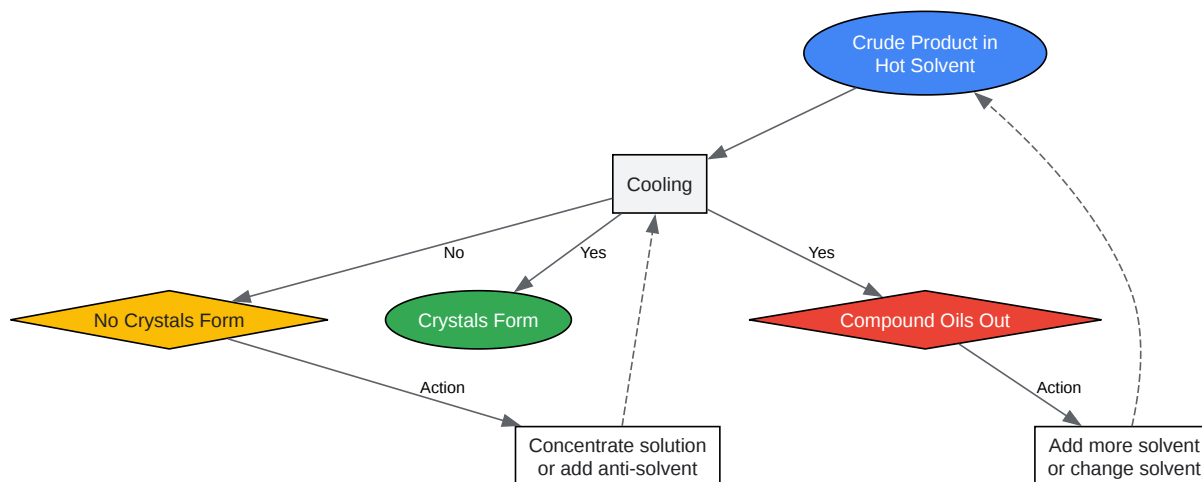 Crude Product in
Hot Solvent
Cooling
No
Yes
Yes
No Crystals Form
Crystals Form
Compound Oils Out
Action
Action
Concentrate solution
or add anti-solvent
Add more solvent
or change solvent